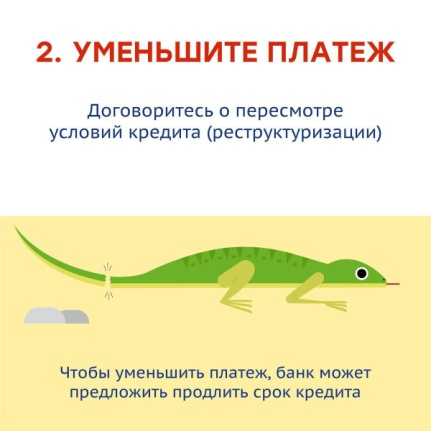 2. УМЕНЬШИТЕ ПЛАТЕЖ
Договоритесь о пересмотре
условий кредита (реструктуризации)
Чтобы уменьшить платеж, банк может
предложить продлить срок кредита